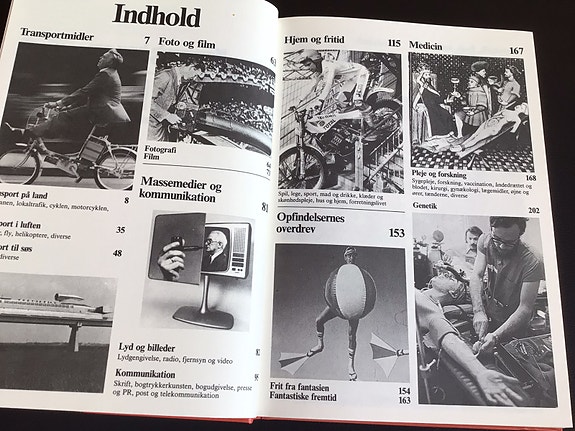 Indhold
Transportmidler 7
sport på land 8
anen, lokaltrafik, cyklen, motorcyklen,
port i luften 35
, fly, helikoptere, diverse
port til søs 48
diverse
Foto og film 61
Fotografi
Film
Massemedier og
kommunikation 81
Lyd og billeder
Lydgengivelse, radio, fjernsyn og video
Kommunikation
Skrift, bogtrykkerkunsten, bogudgivelse, presse
og PR, post og telekommunikation
Hjem og fritid 115
Spil, lege, sport, mad og drikke, klæder og
skønhedspleje, hus og hjem, forretningslivet
Opfindelsernes
overdrev 153
Frit fra fantasien 154
Fantastiske fremtid 163
Medicin 167
Pleje og forskning 168
Sygepleje, forskning, vaccination, åndedrættet og
blodet, kirurgi, gynækologi, lægemidler, øjne og
ører, tænderne, diverse
Genetik 202